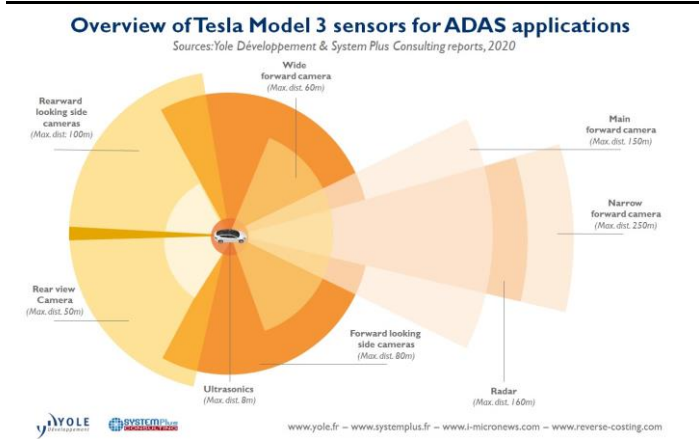 Overview of Tesla Model 3 sensors for ADAS applications
Sources: Yole Développement & System Plus Consulting reports, 2020
Wide
forward camera
(Max. dist. 60m)
Rearward
looking side
cameras
(Max. dist: 100m)
Main
forward camera
(Max. dist. 150m)
Narrow
forward camera
(Max. dist. 250m)
Rear view
Camera
(Max. dist. 50m)
Forward looking
side cameras
(Max. dist. 80m)
Ultrasonics
(Max. dist. 8m)
Radar
(Max. dist. 160m)
YOLE
Développement
SYSTEMPlus
CONSULTING
www.yole.fr – www.systemplus.fr – www.i-micronews.com – www.reverse-costing.com